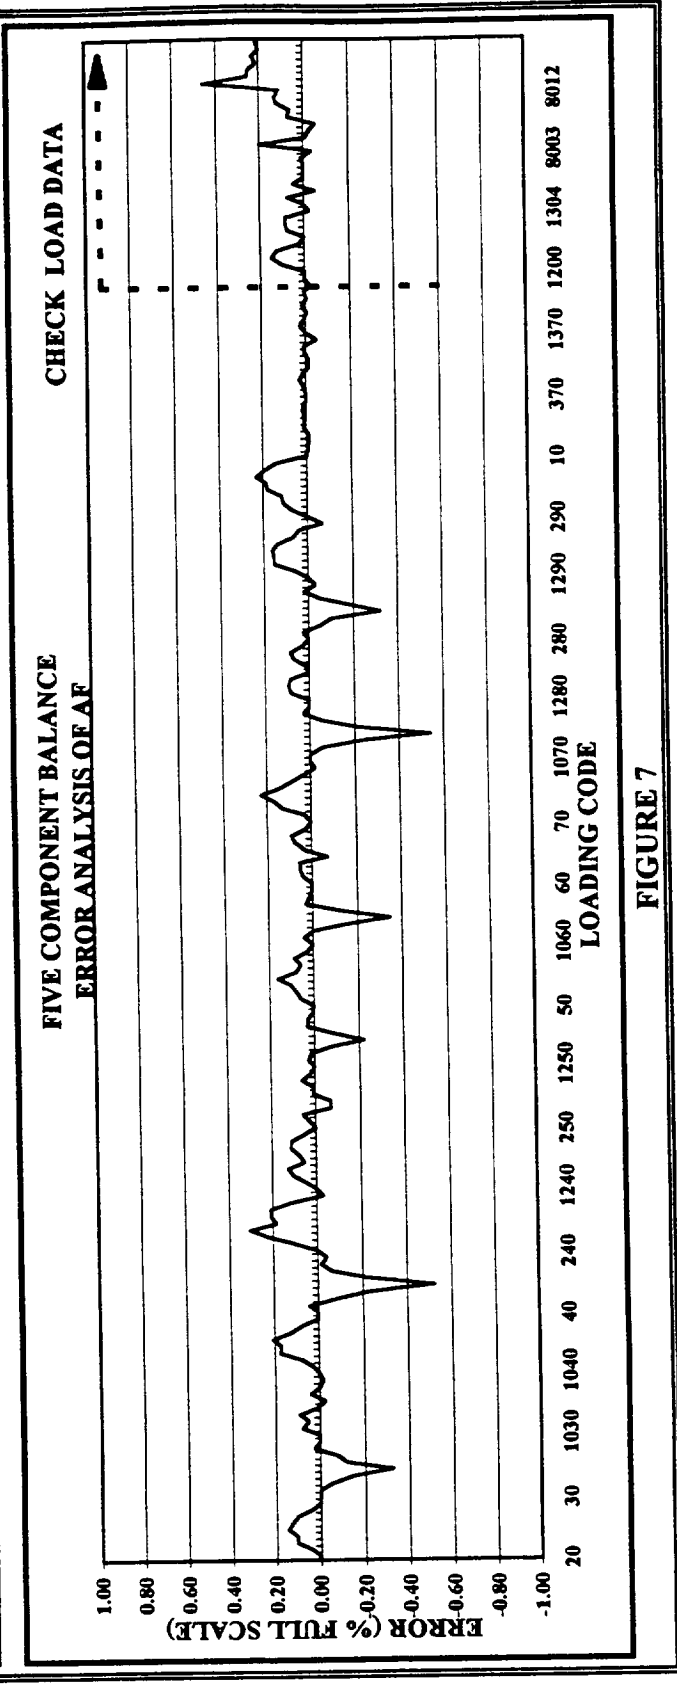 FIVE COMPONENT BALANCE
ERROR ANALYSIS OF AF
CHECK LOAD DATA
ERROR (% FULL SCALE)
1.00
0.80
0.60
0.40
0.20
0.00
-0.20
-0.40
-0.60
-0.80
-1.00
20 30 1030 1040 40 240 1240 250 1250 50 1060 60 70 1070 1280 280 1290 290 10 370 1370 1200 1304 8003 8012
LOADING CODE
FIGURE 7